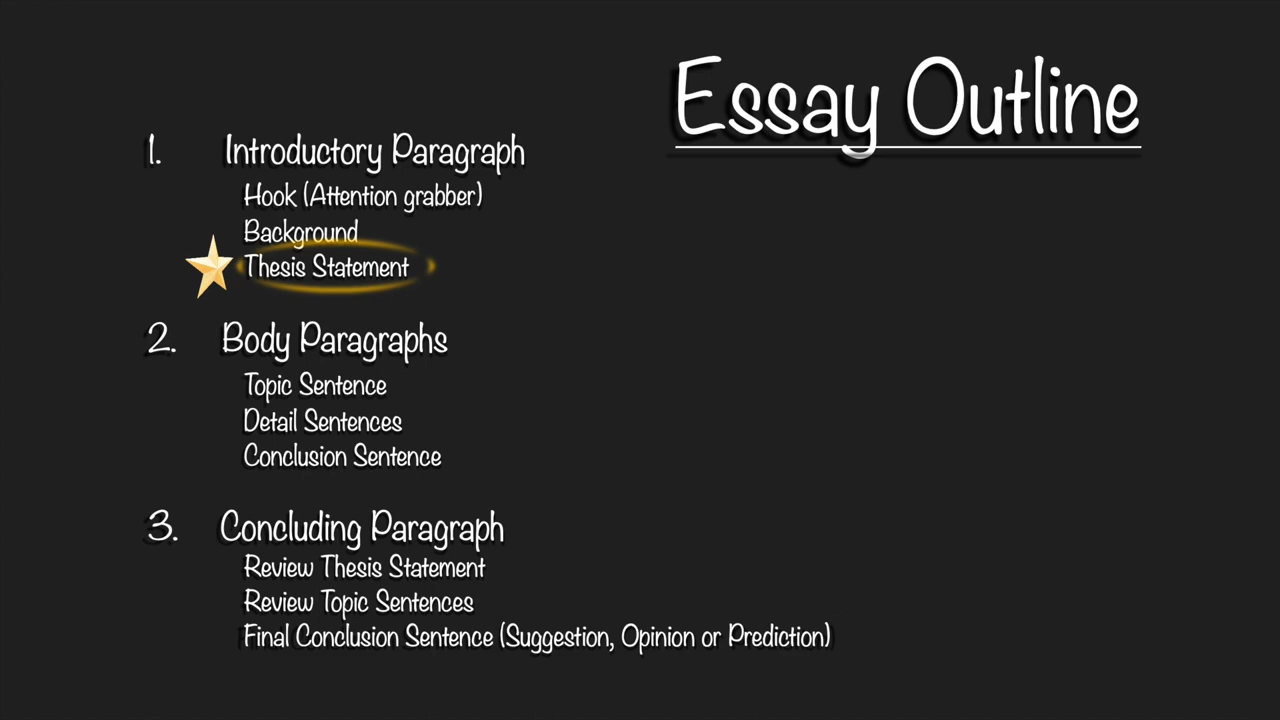 Essay Outline
1. Introductory Paragraph
Hook (Attention grabber)
Background
Thesis Statement
2. Body Paragraphs
Topic Sentence
Detail Sentences
Conclusion Sentence
3. Concluding Paragraph
Review Thesis Statement
Review Topic Sentences
Final Conclusion Sentence (Suggestion, Opinion or Prediction)